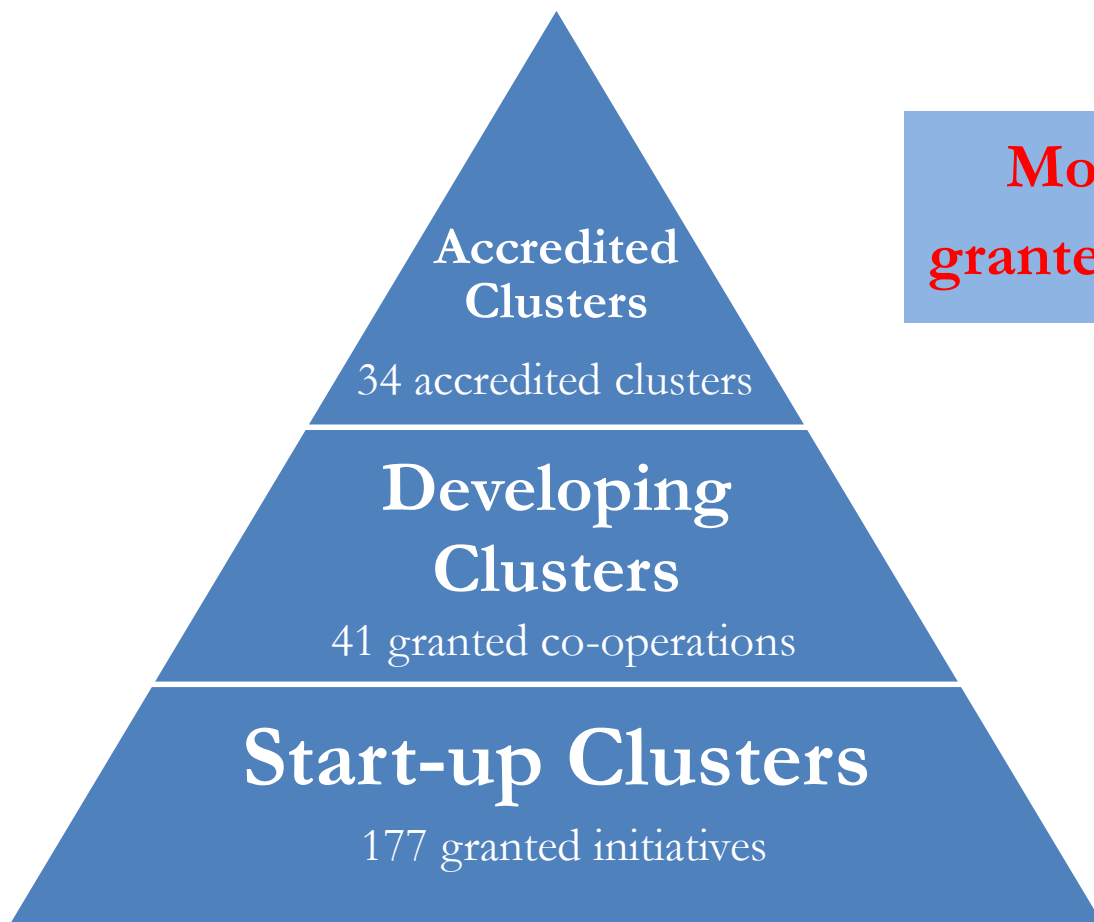 Accredited
Clusters
34 accredited clusters
Developing
Clusters
41 granted co-operations
Start-up Clusters
177 granted initiatives